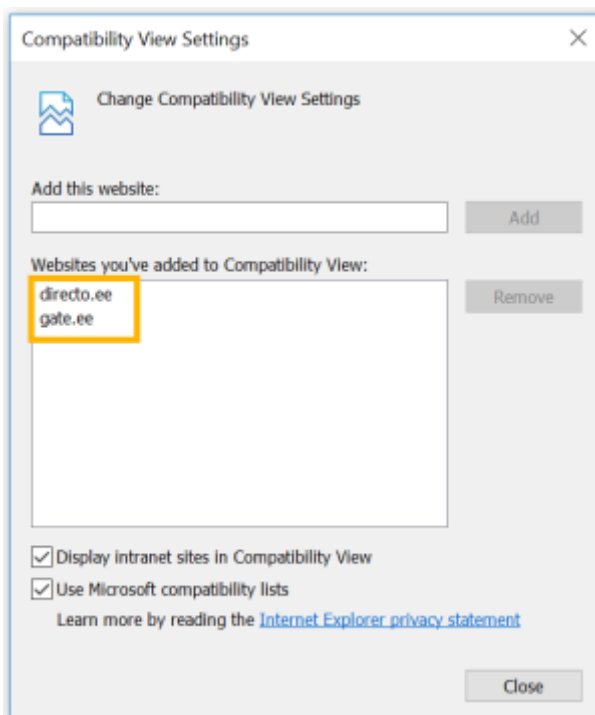 Compatibility View Settings
Change Compatibility View Settings
Add this website:
Add
Websites you've added to Compatibility View:
directo.ee
gate.ee
Remove
Display intranet sites in Compatibility View
Use Microsoft compatibility lists
Learn more by reading the Internet Explorer privacy statement
Close